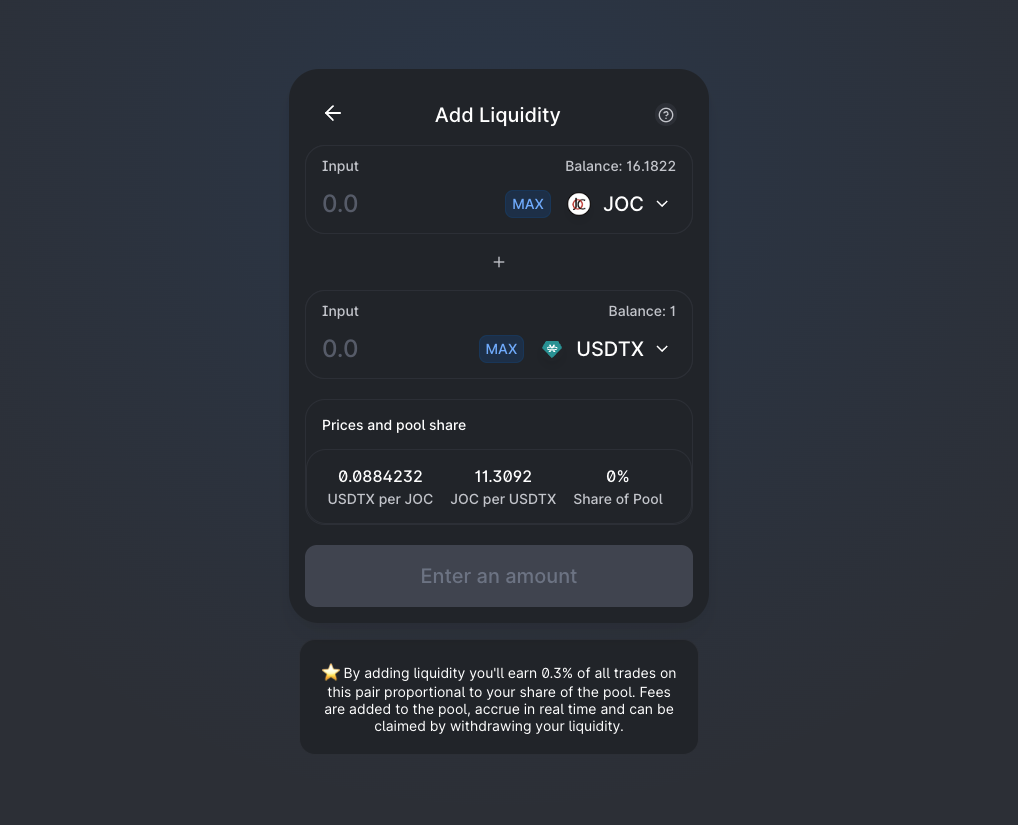 Add Liquidity
Input
Balance: 16.1822
0.0
MAX
JOC
+
Input
Balance: 1
0.0
MAX
USDTX
Prices and pool share
0.0884232 11.3092 0%
USDTX per JOC JOC per USDTX Share of Pool
Enter an amount
⭐ By adding liquidity you'll earn 0.3% of all trades on
this pair proportional to your share of the pool. Fees
are added to the pool, accrue in real time and can be
claimed by withdrawing your liquidity.